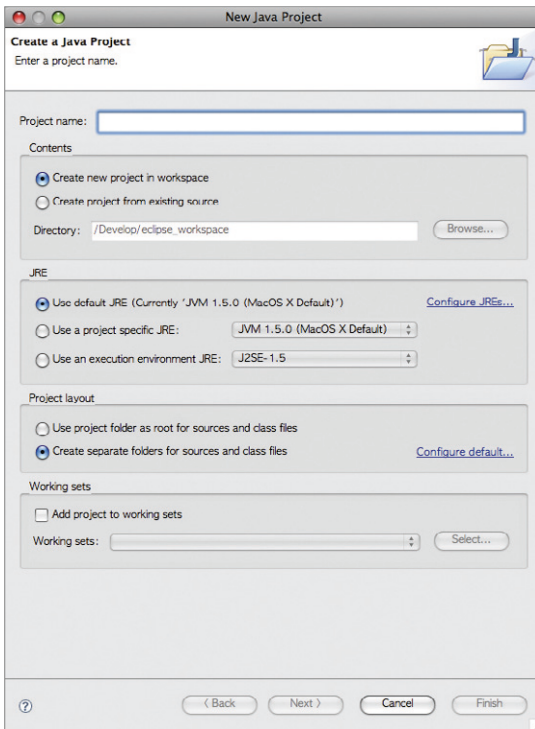 New Java Project
Create a Java Project
Enter a project name.
Project name:
Contents
Create new project in workspace
Create project from existing source
Directory: /Develop/eclipse_workspace Browse...
JRE
Use default JRE (Currently 'JVM 1.5.0 (MacOS X Default)') Configure JREs...
Use a project specific JRE: JVM 1.5.0 (MacOS X Default)
Use an execution environment JRE: J2SE-1.5
Project layout
Use project folder as root for sources and class files
Create separate folders for sources and class files Configure default...
Working sets
Add project to working sets
Working sets: Select...
? < Back Next > Cancel Finish